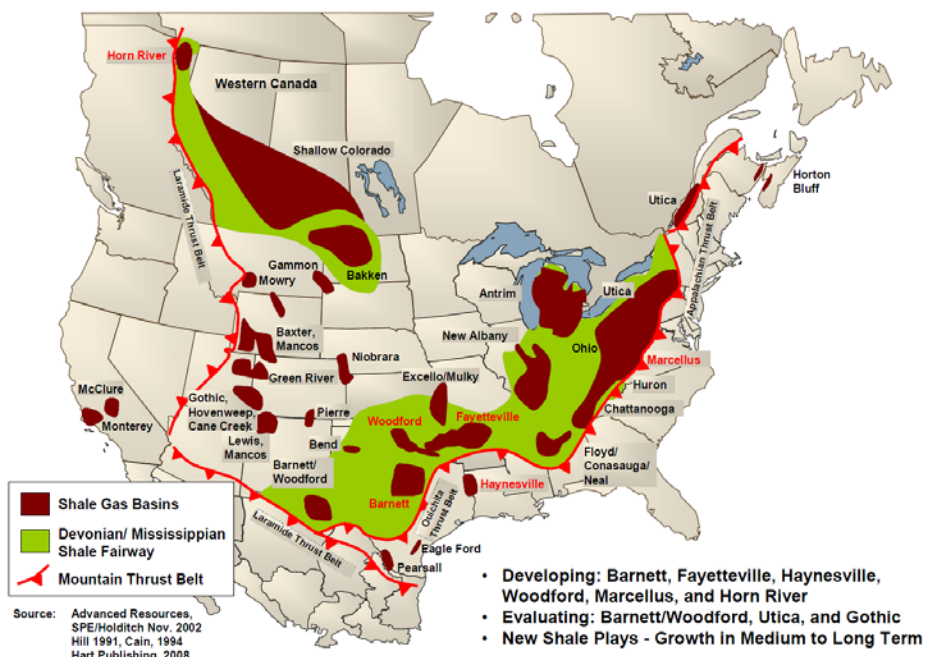 Horn River
Western Canada
Shallow Colorado
Laramide Thrust Belt
Horton
Bluff
Utica
Appalachian Thrust Belt
Gammon
Mowry
Bakken
Antrim
Utica
Baxter,
Mancos
New Albany
Ohio
Niobrara
Marcellus
Green River
Excello/Mulky
Huron
McClure
Monterey
Gothic,
Hovenweep,
Cane Creek
Pierre
Woodford
Fayetteville
Chattanooga
Lewis,
Mancos
Bend
Floyd/
Conasauga/
Neal
Barnett/
Woodford
Barnett
Haynesville
Ouichita
Thrust Belt
Laramide Thrust Belt
Eagle Ford
Pearsall
Shale Gas Basins
Devonian/ Mississippian
Shale Fairway
Mountain Thrust Belt
Source: Advanced Resources,
SPE/Holditch Nov. 2002
Hill 1991, Cain, 1994
Hart Publishing, 2008
• Developing: Barnett, Fayetteville, Haynesville,
Woodford, Marcellus, and Horn River
• Evaluating: Barnett/Woodford, Utica, and Gothic
• New Shale Plays - Growth in Medium to Long Term